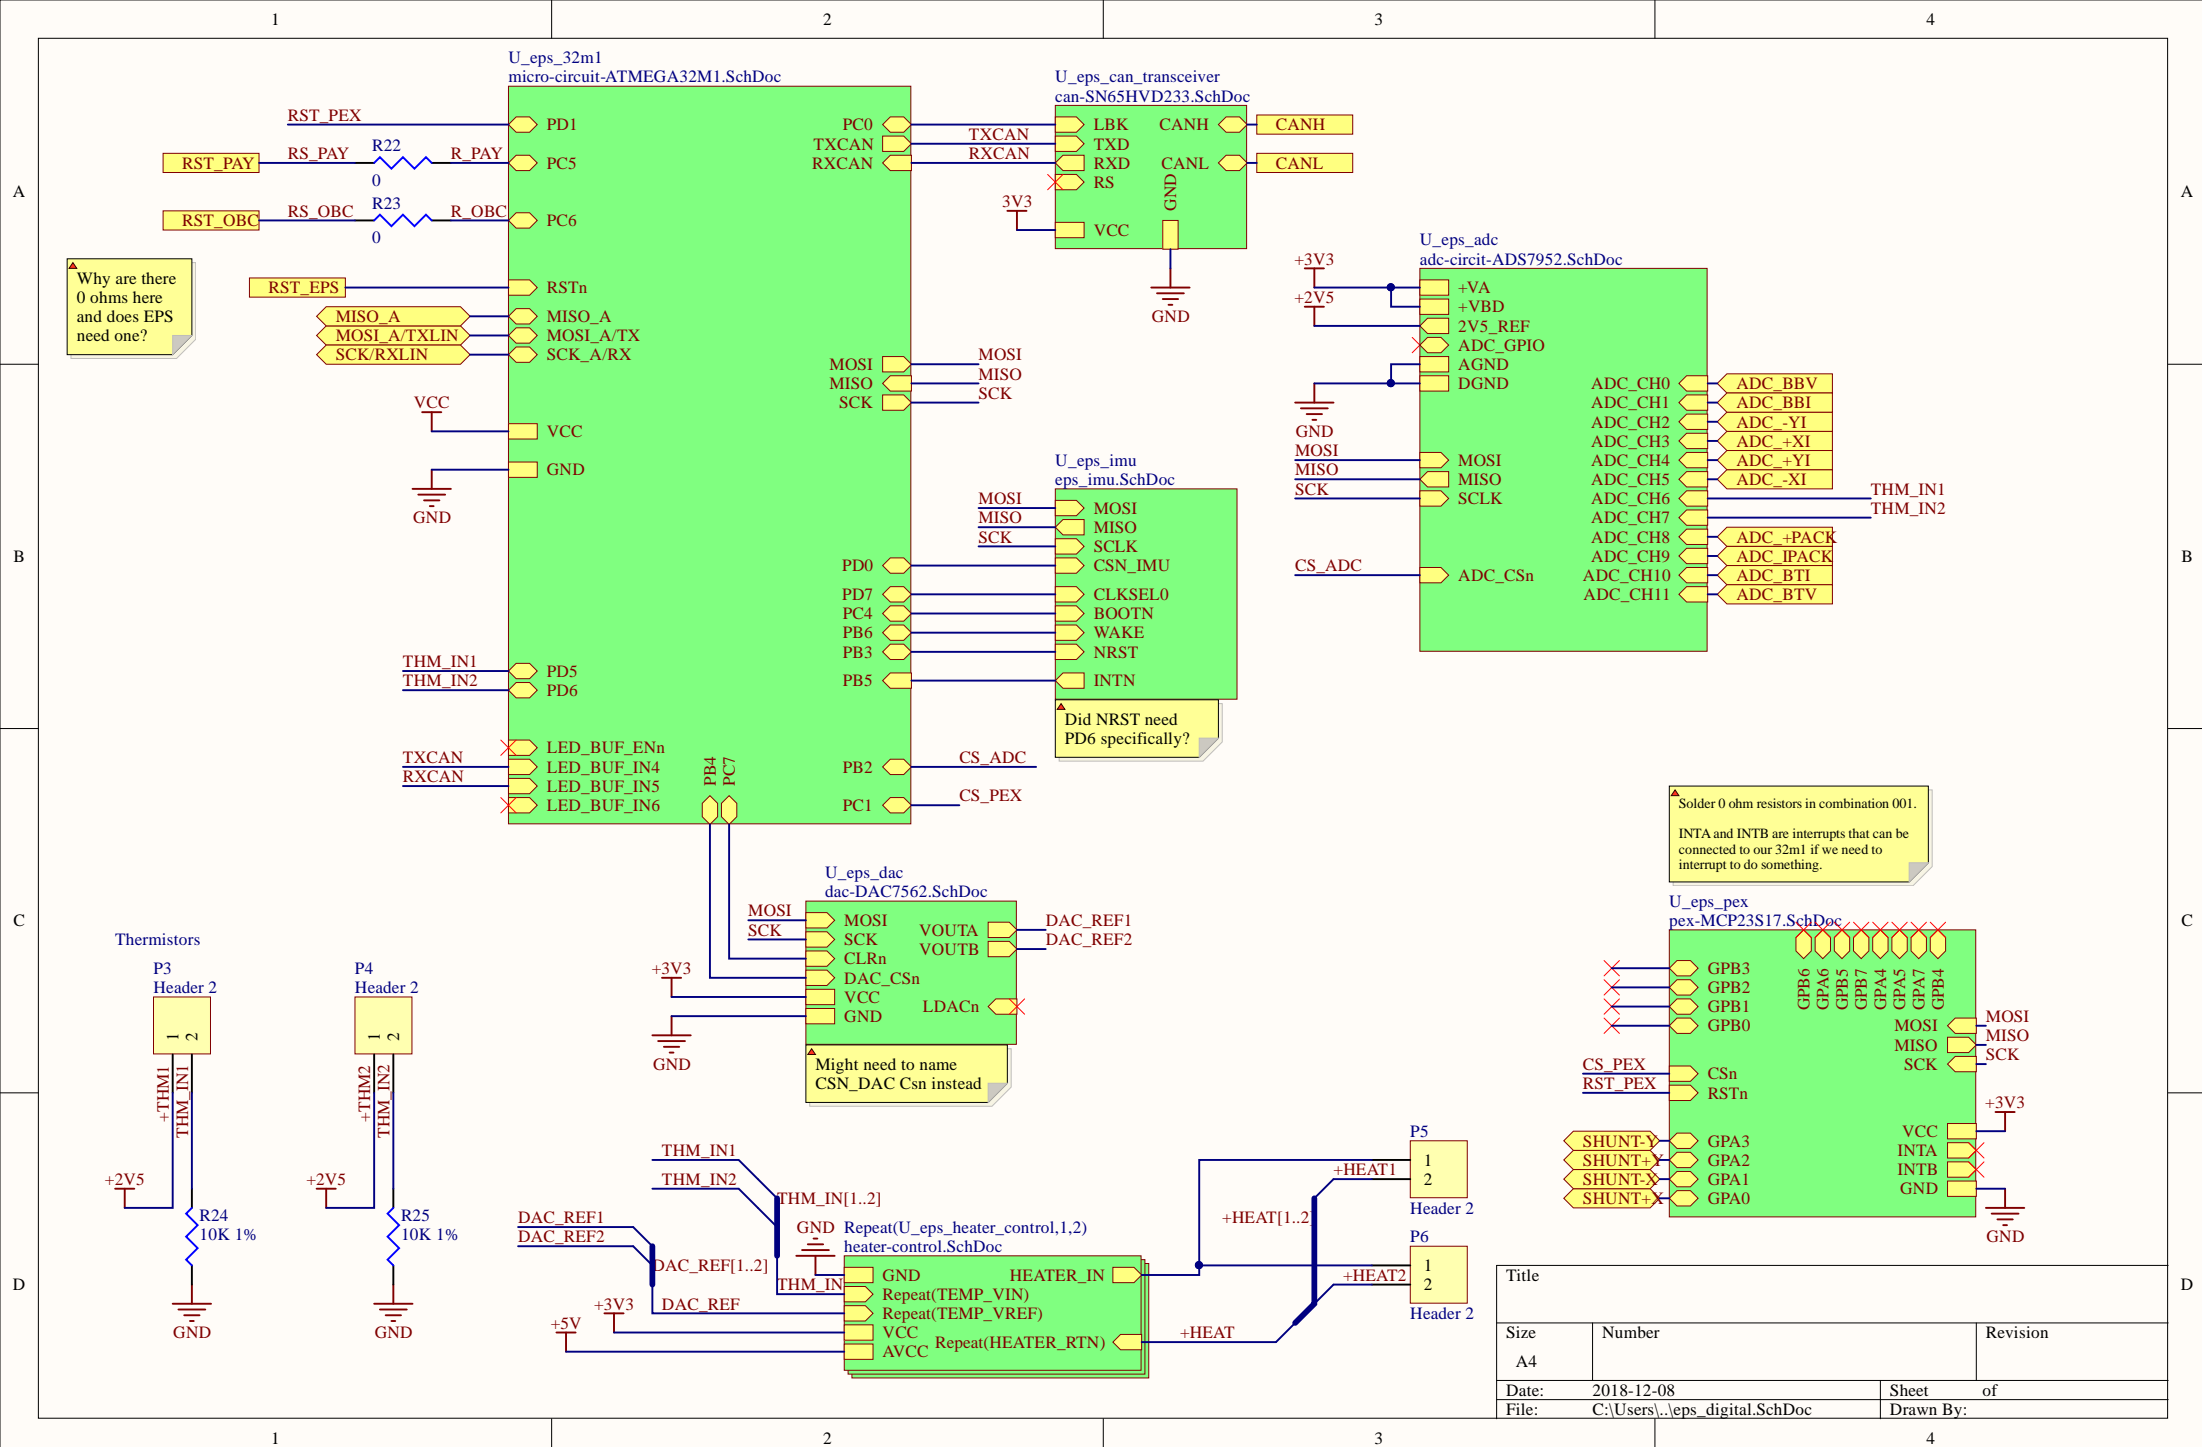 1
2
3
4
A
A
B
B
C
C
D
D
1
2
3
4
U_eps_32m1
micro-circuit-ATMEGA32M1.SchDoc
RST_PEX
PD1
RST_PAY
RS_PAY
R22
0
R_PAY
PC5
RST_OBC
RS_OBC
R23
0
R_OBC
PC6
Why are there
0 ohms here
and does EPS
need one?
RST_EPS
RSTn
MISO_A
MISO_A
MOSI_A/TXLIN
MOSI_A/TX
SCK/RXLIN
SCK_A/RX
VCC
VCC
GND
GND
THM_IN1
PD5
THM_IN2
PD6
LED_BUF_ENn
TXCAN
LED_BUF_IN4
RXCAN
LED_BUF_IN5
LED_BUF_IN6
PC0
TXCAN
RXCAN
MOSI
MISO
SCK
MOSI
MISO
SCK
PD0
PD7
PC4
PB6
PB3
PB5
PB2
CS_ADC
PC1
CS_PEX
PB4
PC7
U_eps_can_transceiver
can-SN65HVD233.SchDoc
TXCAN
RXCAN
LBK
TXD
RXD
RS
VCC
3V3
CANH
CANL
GND
CANH
CANL
GND
U_eps_adc
adc-circit-ADS7952.SchDoc
+3V3
+2V5
+VA
+VBD
2V5_REF
ADC_GPIO
AGND
DGND
GND
MOSI
MISO
SCK
MOSI
MISO
SCLK
CS_ADC
ADC_CSn
ADC_CH0
ADC_CH1
ADC_CH2
ADC_CH3
ADC_CH4
ADC_CH5
ADC_CH6
ADC_CH7
ADC_CH8
ADC_CH9
ADC_CH10
ADC_CH11
ADC_BBV
ADC_BBI
ADC_-YI
ADC_+XI
ADC_+YI
ADC_-XI
THM_IN1
THM_IN2
ADC_+PACK
ADC_IPACK
ADC_BTI
ADC_BTV
U_eps_imu
eps_imu.SchDoc
MOSI
MISO
SCK
MOSI
MISO
SCLK
CSN_IMU
CLKSEL0
BOOTN
WAKE
NRST
INTN
Did NRST need
PD6 specifically?
U_eps_dac
dac-DAC7562.SchDoc
MOSI
SCK
+3V3
GND
MOSI
SCK
CLRn
DAC_CSn
VCC
GND
VOUTA
VOUTB
LDACn
DAC_REF1
DAC_REF2
Might need to name
CSN_DAC Csn instead
Solder 0 ohm resistors in combination 001.
INTA and INTB are interrupts that can be
connected to our 32m1 if we need to
interrupt to do something.
U_eps_pex
pex-MCP23S17.SchDoc
GPB6
GPA6
GPB5
GPB7
GPA4
GPA5
GPA7
GPB4
GPB3
GPB2
GPB1
GPB0
CS_PEX
RST_PEX
CSn
RSTn
SHUNT-Y
SHUNT+Y
SHUNT-X
SHUNT+X
GPA3
GPA2
GPA1
GPA0
MOSI
MISO
SCK
MOSI
MISO
SCK
+3V3
VCC
INTA
INTB
GND
GND
Thermistors
P3
Header 2
1
2
+THM1
THM_IN1
+2V5
R24
10K 1%
GND
P4
Header 2
1
2
+THM2
THM_IN2
+2V5
R25
10K 1%
GND
THM_IN1
THM_IN2
THM_IN[1..2]
DAC_REF1
DAC_REF2
DAC_REF[1..2]
GND
THM_IN
DAC_REF
+3V3
+5V
Repeat(U_eps_heater_control,1,2)
heater-control.SchDoc
GND
Repeat(TEMP_VIN)
Repeat(TEMP_VREF)
VCC
AVCC
HEATER_IN
Repeat(HEATER_RTN)
+HEAT
+HEAT[1..2]
+HEAT1
+HEAT2
P5
1
2
Header 2
P6
1
2
Header 2
Title
Size
A4
Number
Revision
Date:
2018-12-08
Sheet of
File:
C:\Users\..\eps_digital.SchDoc
Drawn By: